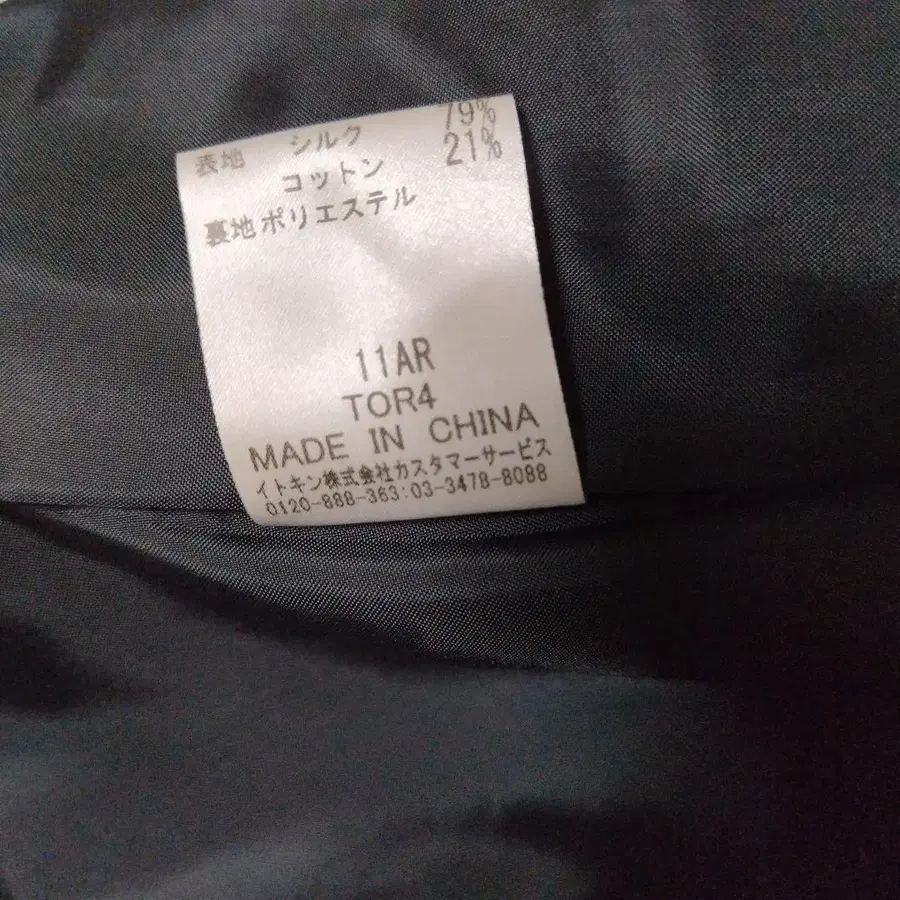 表地 シルク 79%
コットン 21%
裏地 ポリエステル
11AR
TOR4
MADE IN CHINA
イトキン株式会社カスタマーサービス
0120-888-363:03-3478-8088